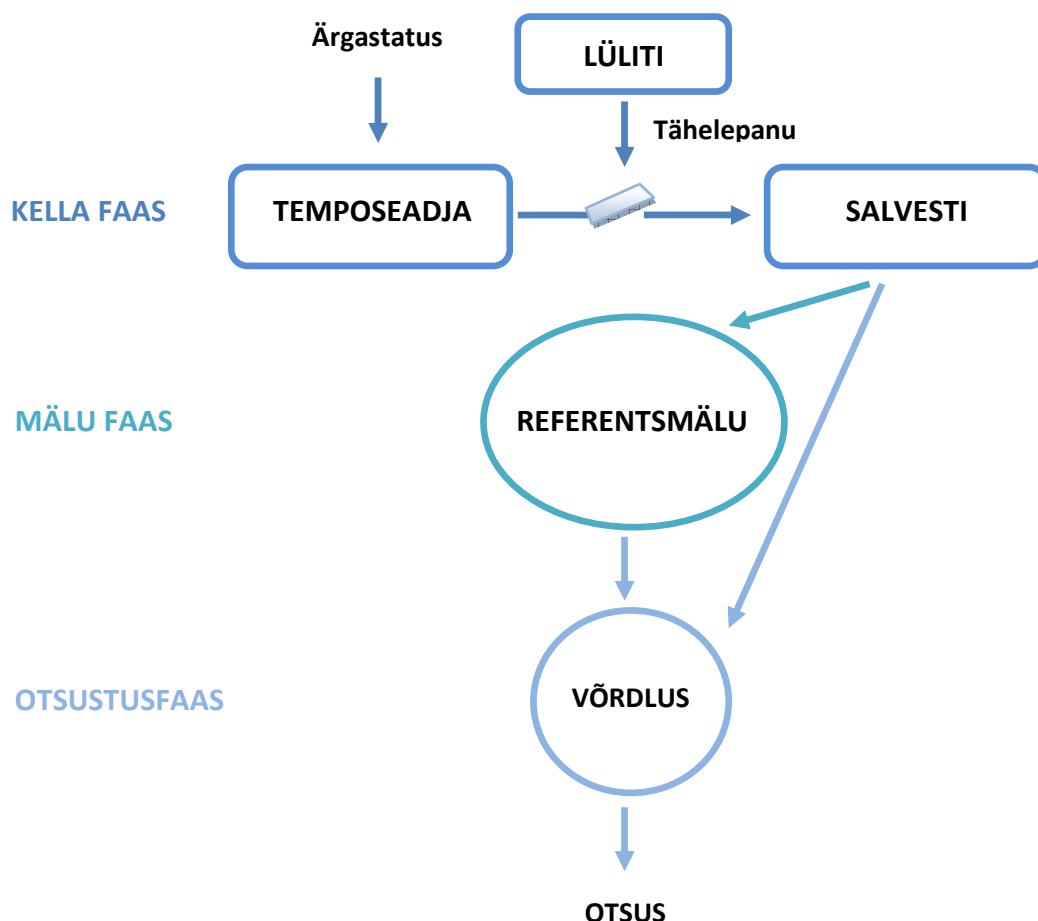 Ärgastatus
LÜLITI
Tähelepanu
KELLA FAAS
TEMPOSEADJA
SALVESTI
MÄLU FAAS
REFERENTSMÄLU
OTSUSTUSFAAS
VÕRDLUS
OTSUS